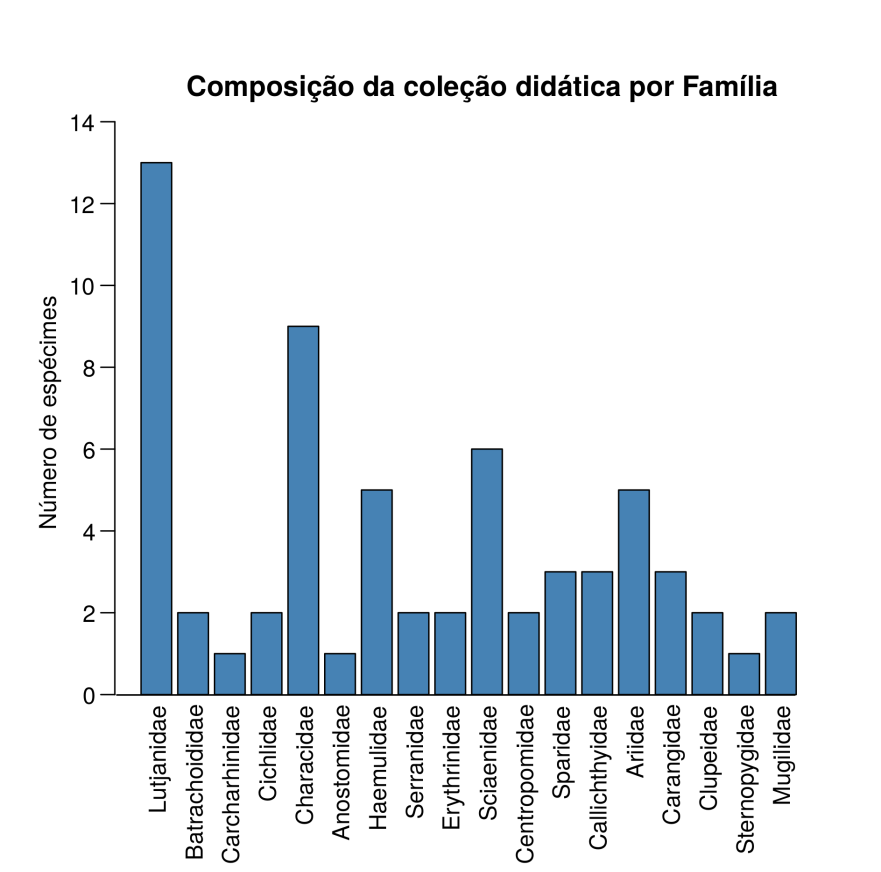 Composição da coleção didática por Família
Número de espécimes
14
12
10
8
6
4
2
0
Lutjanidae
Batrachoididae
Carcharhinidae
Cichlidae
Characidae
Anostomidae
Haemulidae
Serranidae
Erythrinidae
Sciaenidae
Centropomidae
Sparidae
Callichthyidae
Ariidae
Carangidae
Clupeidae
Sternopygidae
Mugilidae